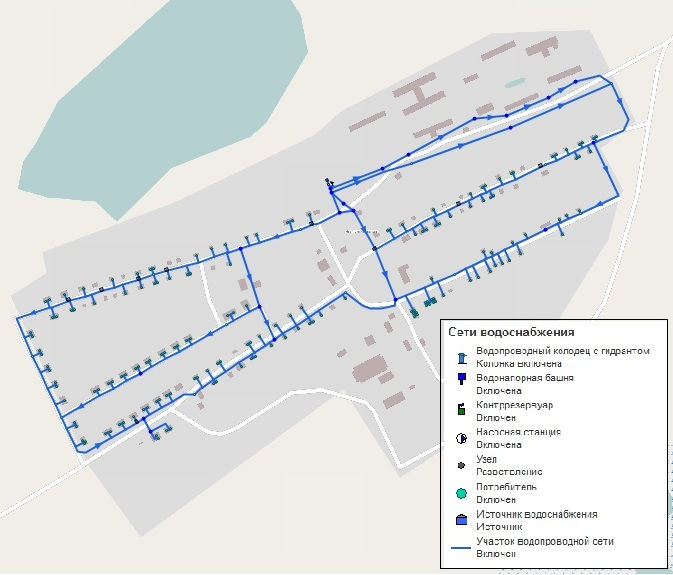 Сети водоснабжения
Водопроводный колодец с гидрантом
Колонка включена
Водонапорная башня
Включена
Контррезервуар
Включен
Насосная станция
Включена
Узел
Разветвление
Потребитель
Включен
Источник водоснабжения
Источник
Участок водопроводной сети
Включен